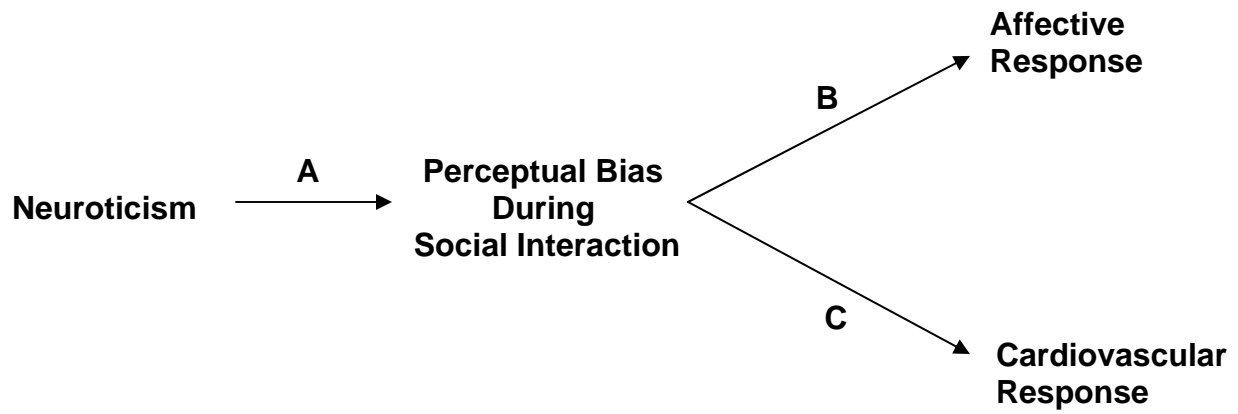 Affective
Response
B
A
Perceptual Bias
Neuroticism
During
Social Interaction
C
Cardiovascular
Response